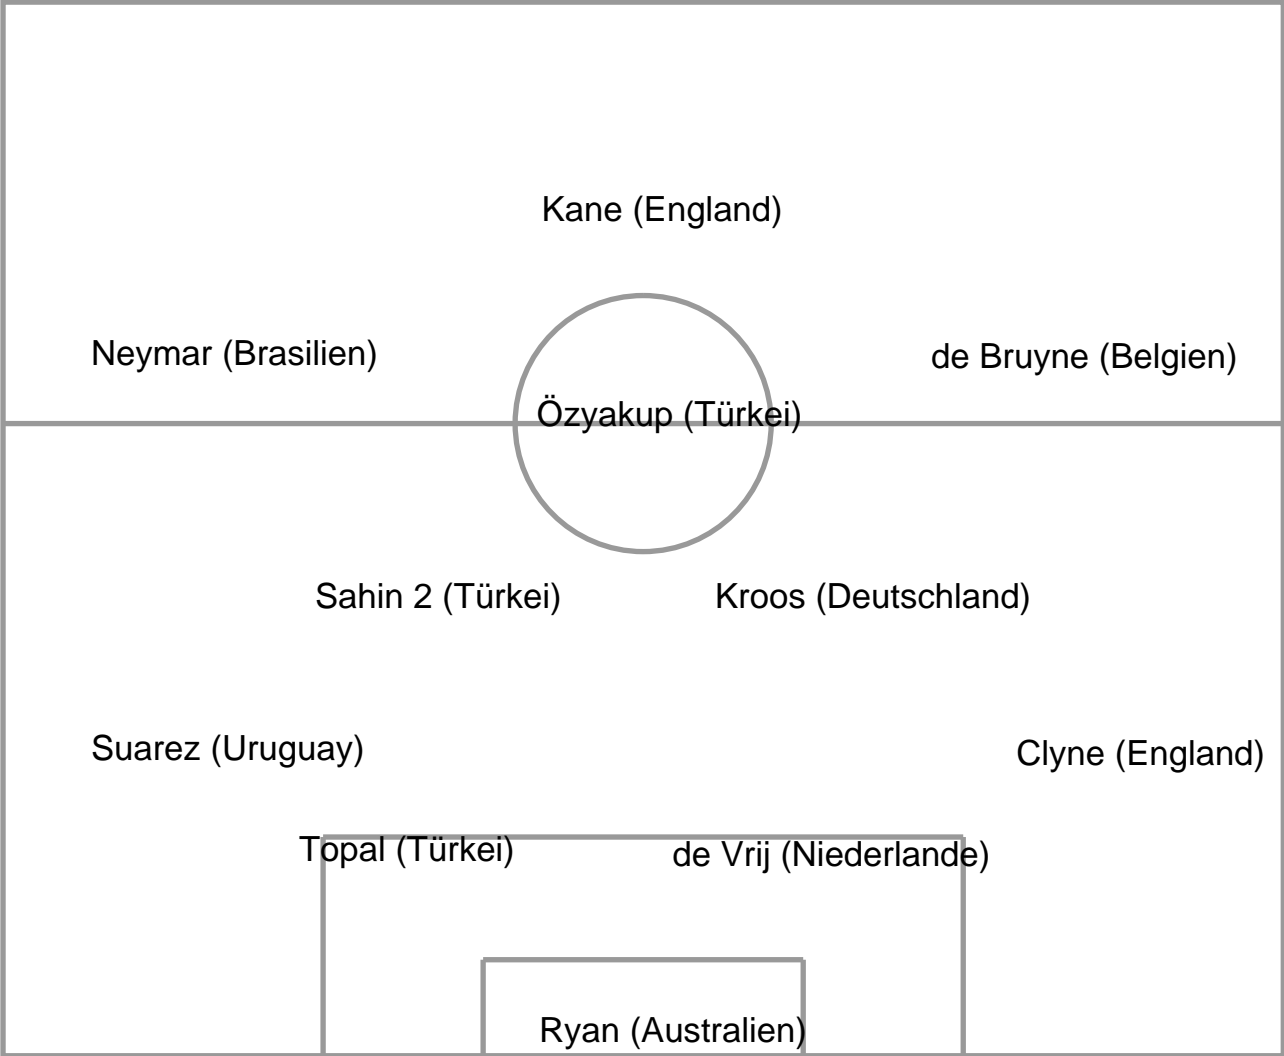 Kane (England)
Neymar (Brasilien)
de Bruyne (Belgien)
Özyakup (Türkei)
Sahin 2 (Türkei)
Kroos (Deutschland)
Suarez (Uruguay)
Clyne (England)
Topal (Türkei)
de Vrij (Niederlande)
Ryan (Australien)